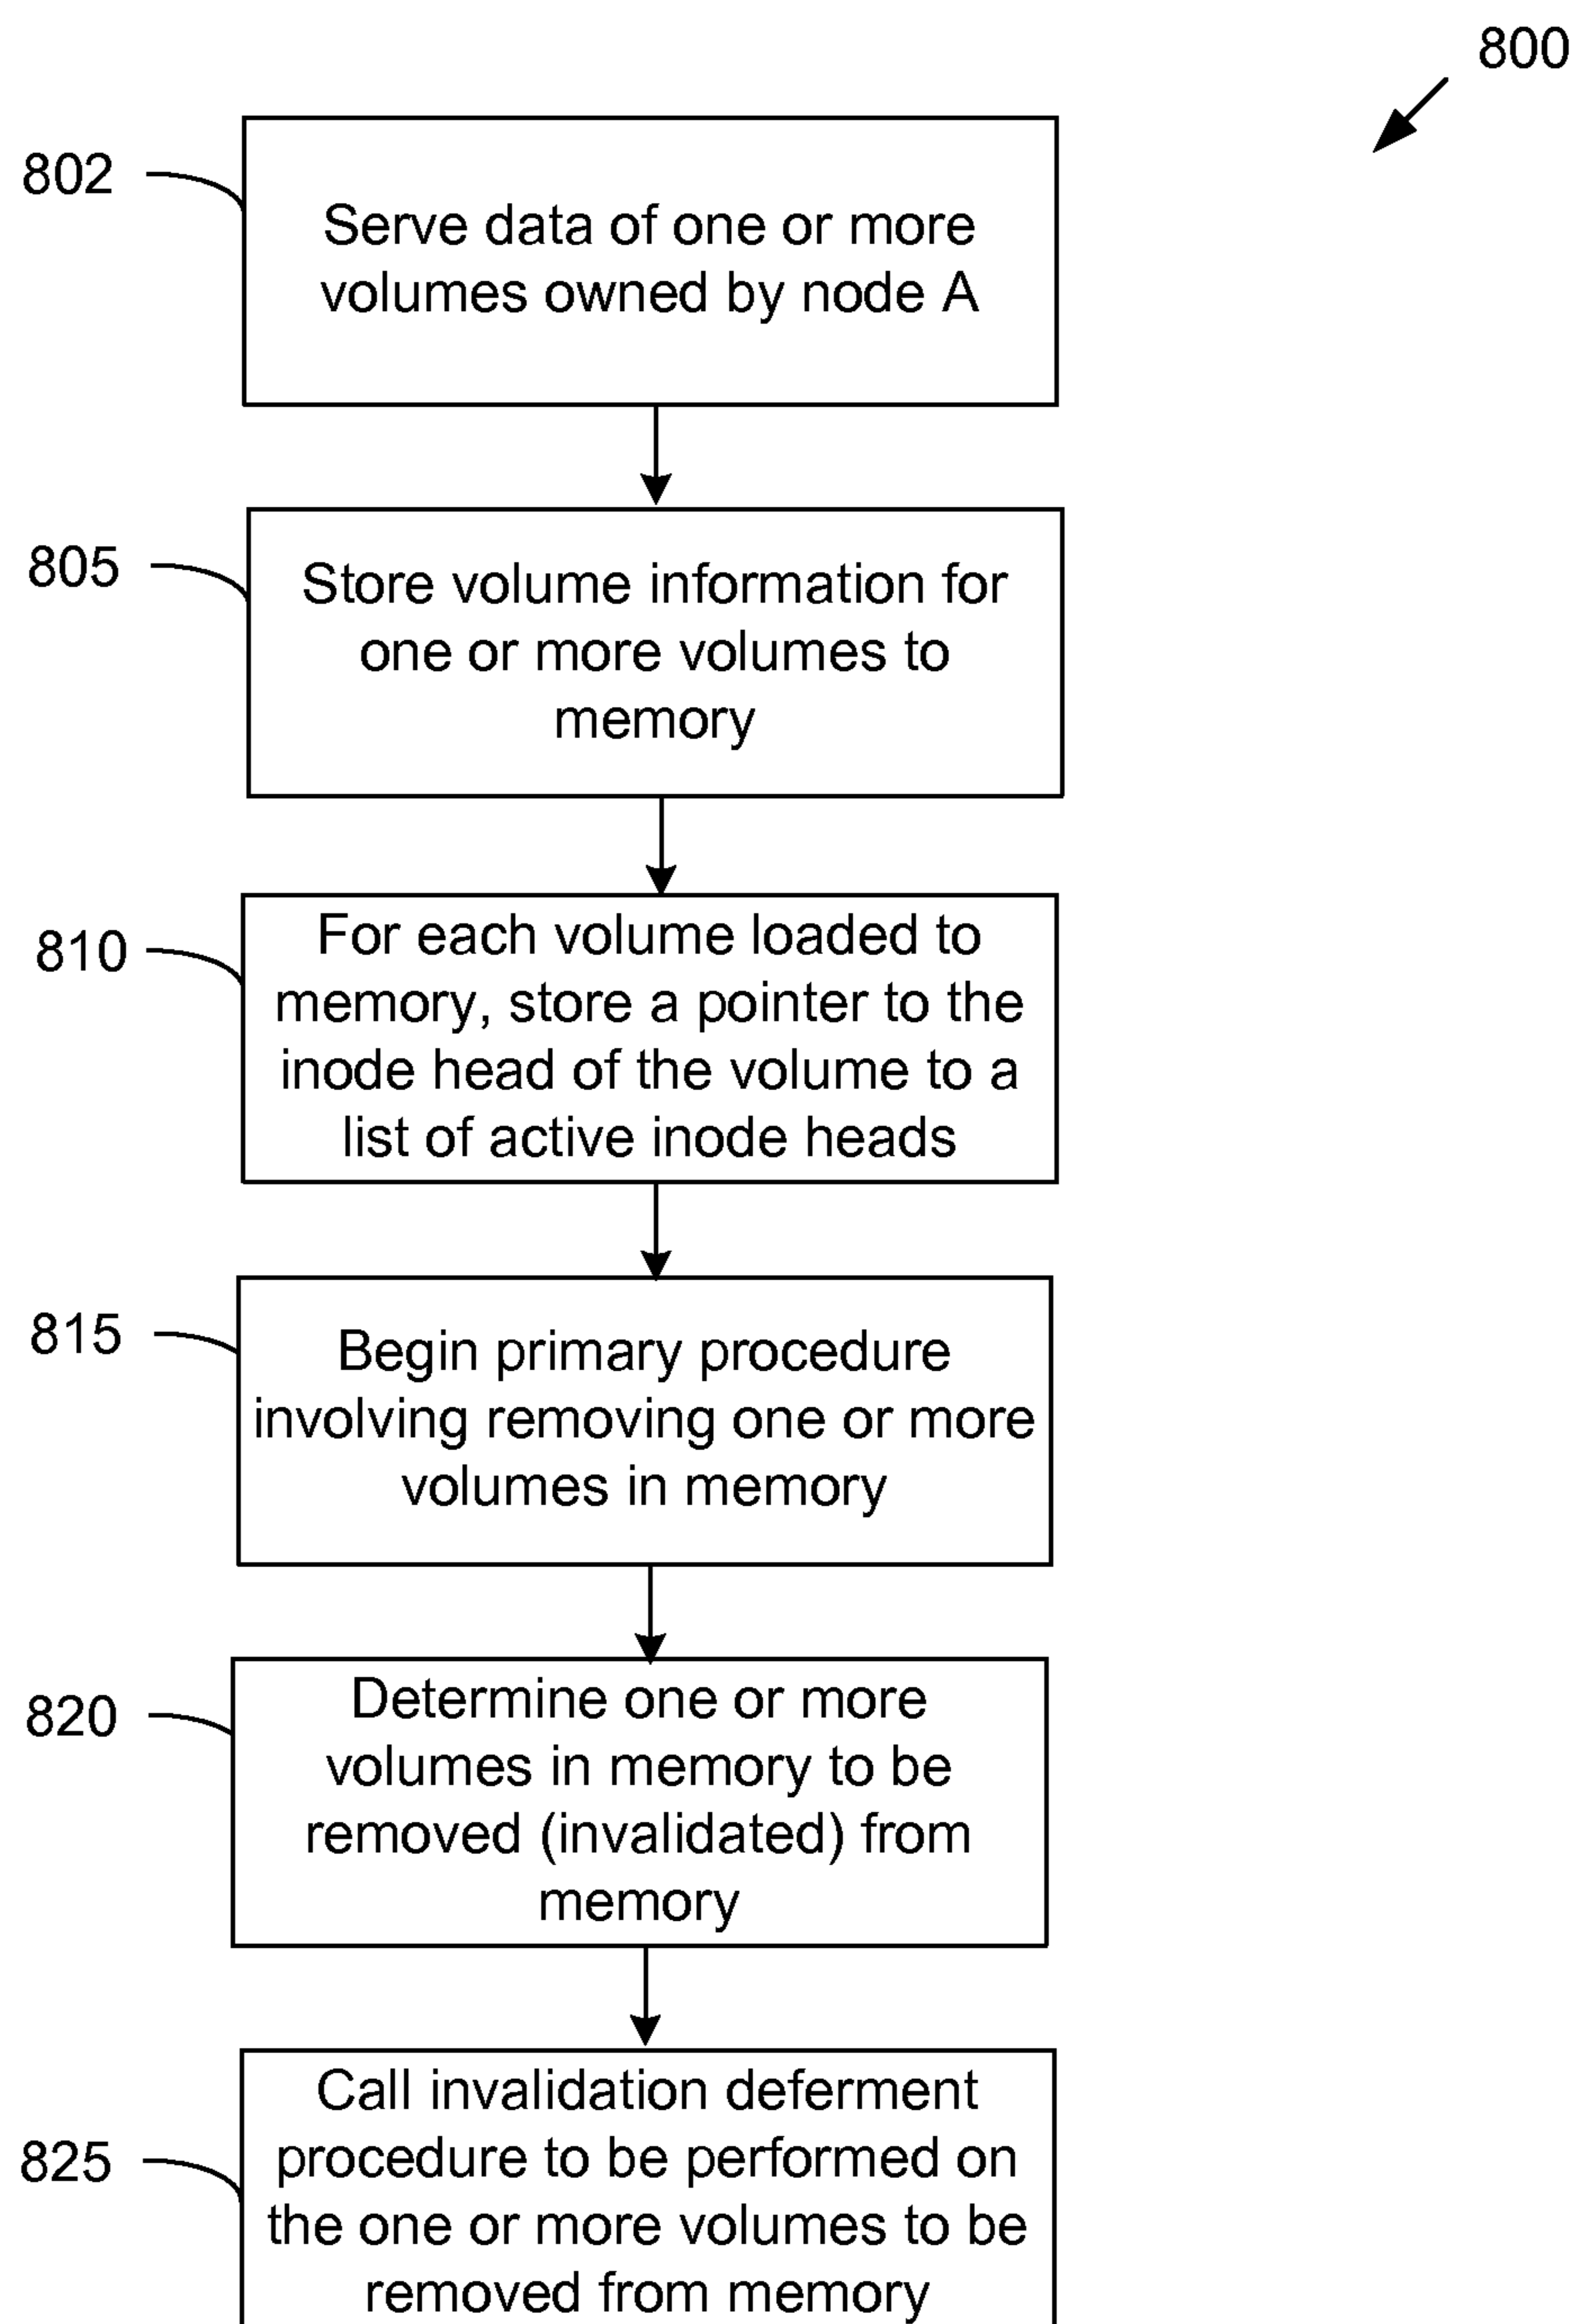 800
802
Serve data of one or more
volumes owned by node A
805
Store volume information for
one or more volumes to
memory
810
For each volume loaded to
memory, store a pointer to the
inode head of the volume to a
list of active inode heads
815
Begin primary procedure
involving removing one or more
volumes in memory
820
Determine one or more
volumes in memory to be
removed (invalidated) from
memory
825
Call invalidation deferment
procedure to be performed on
the one or more volumes to be
removed from memory